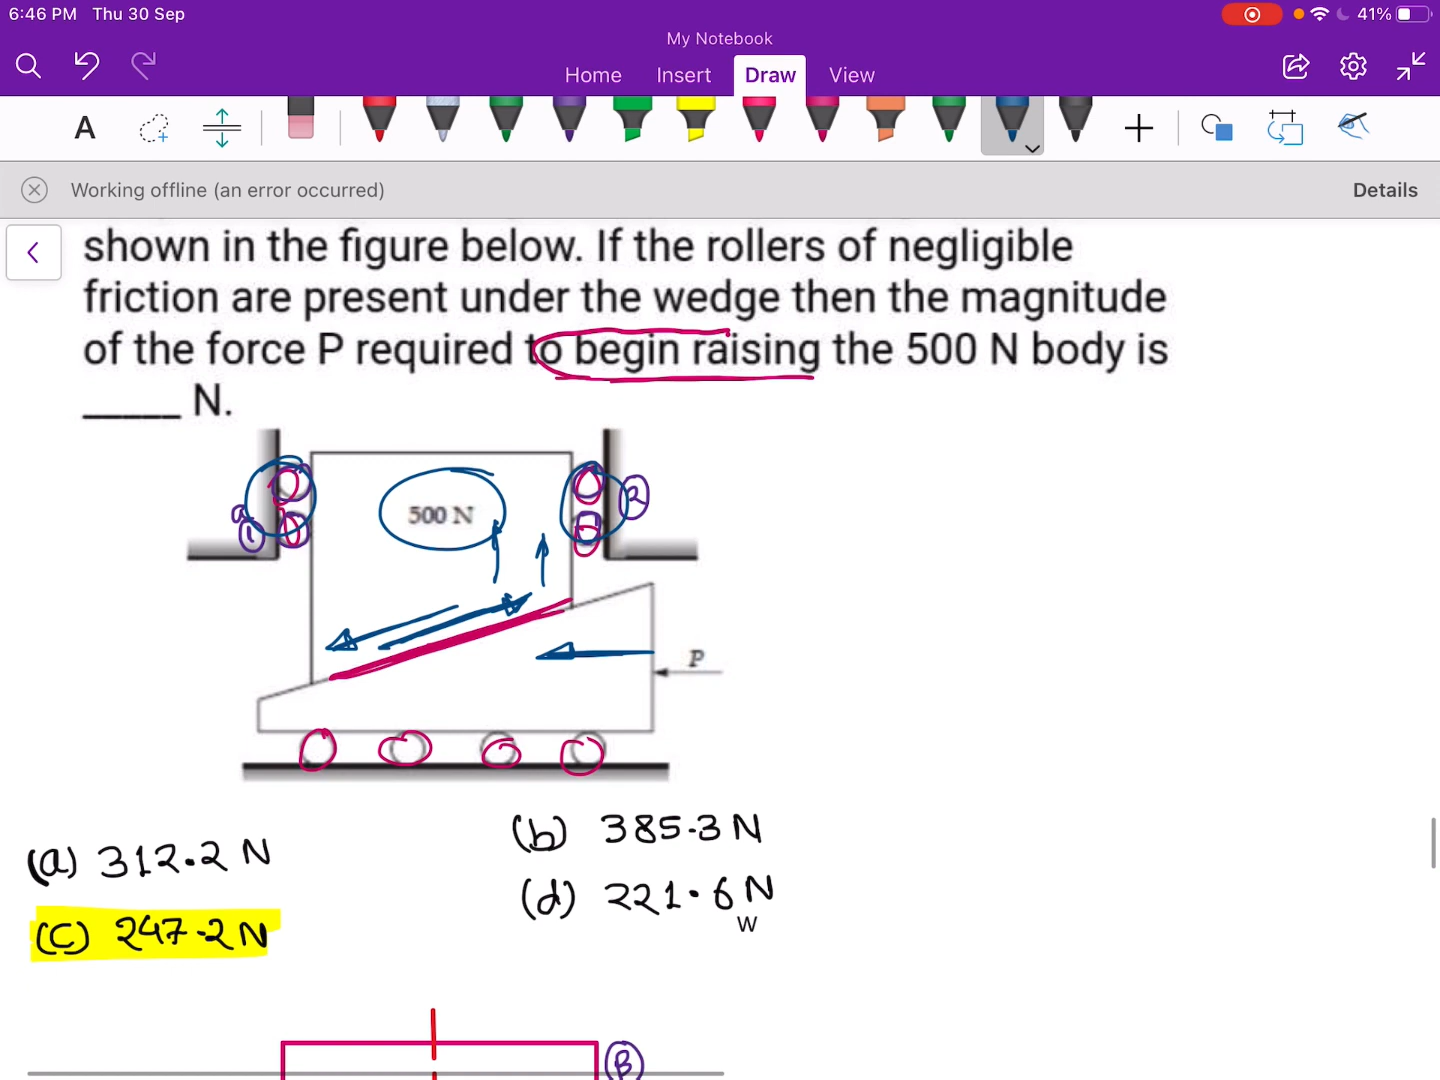 6:46 PM Thu 30 Sep
41%
My Notebook
Home Insert Draw View
A
Working offline (an error occurred)
Details
shown in the figure below. If the rollers of negligible
friction are present under the wedge then the magnitude
of the force P required to begin raising the 500 N body is
_____ N.
500 N
1
2
P
(a) 312.2 N
(b) 385.3 N
(c) 247.2 N
(d) 221.6 N
W
B